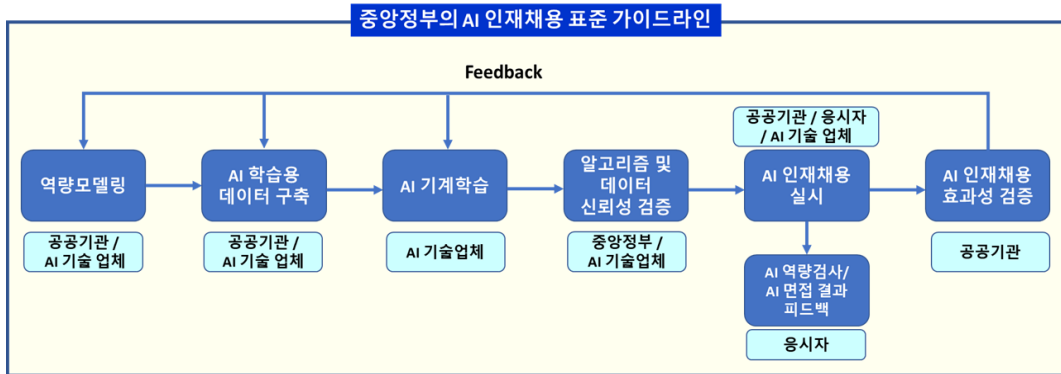 중앙정부의 AI 인재채용 표준 가이드라인
Feedback
공공기관 / 응시자
/ AI 기술 업체
역량모델링
AI 학습용
데이터 구축
AI 기계학습
알고리즘 및
데이터
신뢰성 검증
AI 인재채용
실시
AI 인재채용
효과성 검증
공공기관 /
AI 기술 업체
공공기관 /
AI 기술 업체
AI 기술업체
중앙정부 /
AI 기술업체
공공기관
AI 역량검사/
AI 면접 결과
피드백
응시자